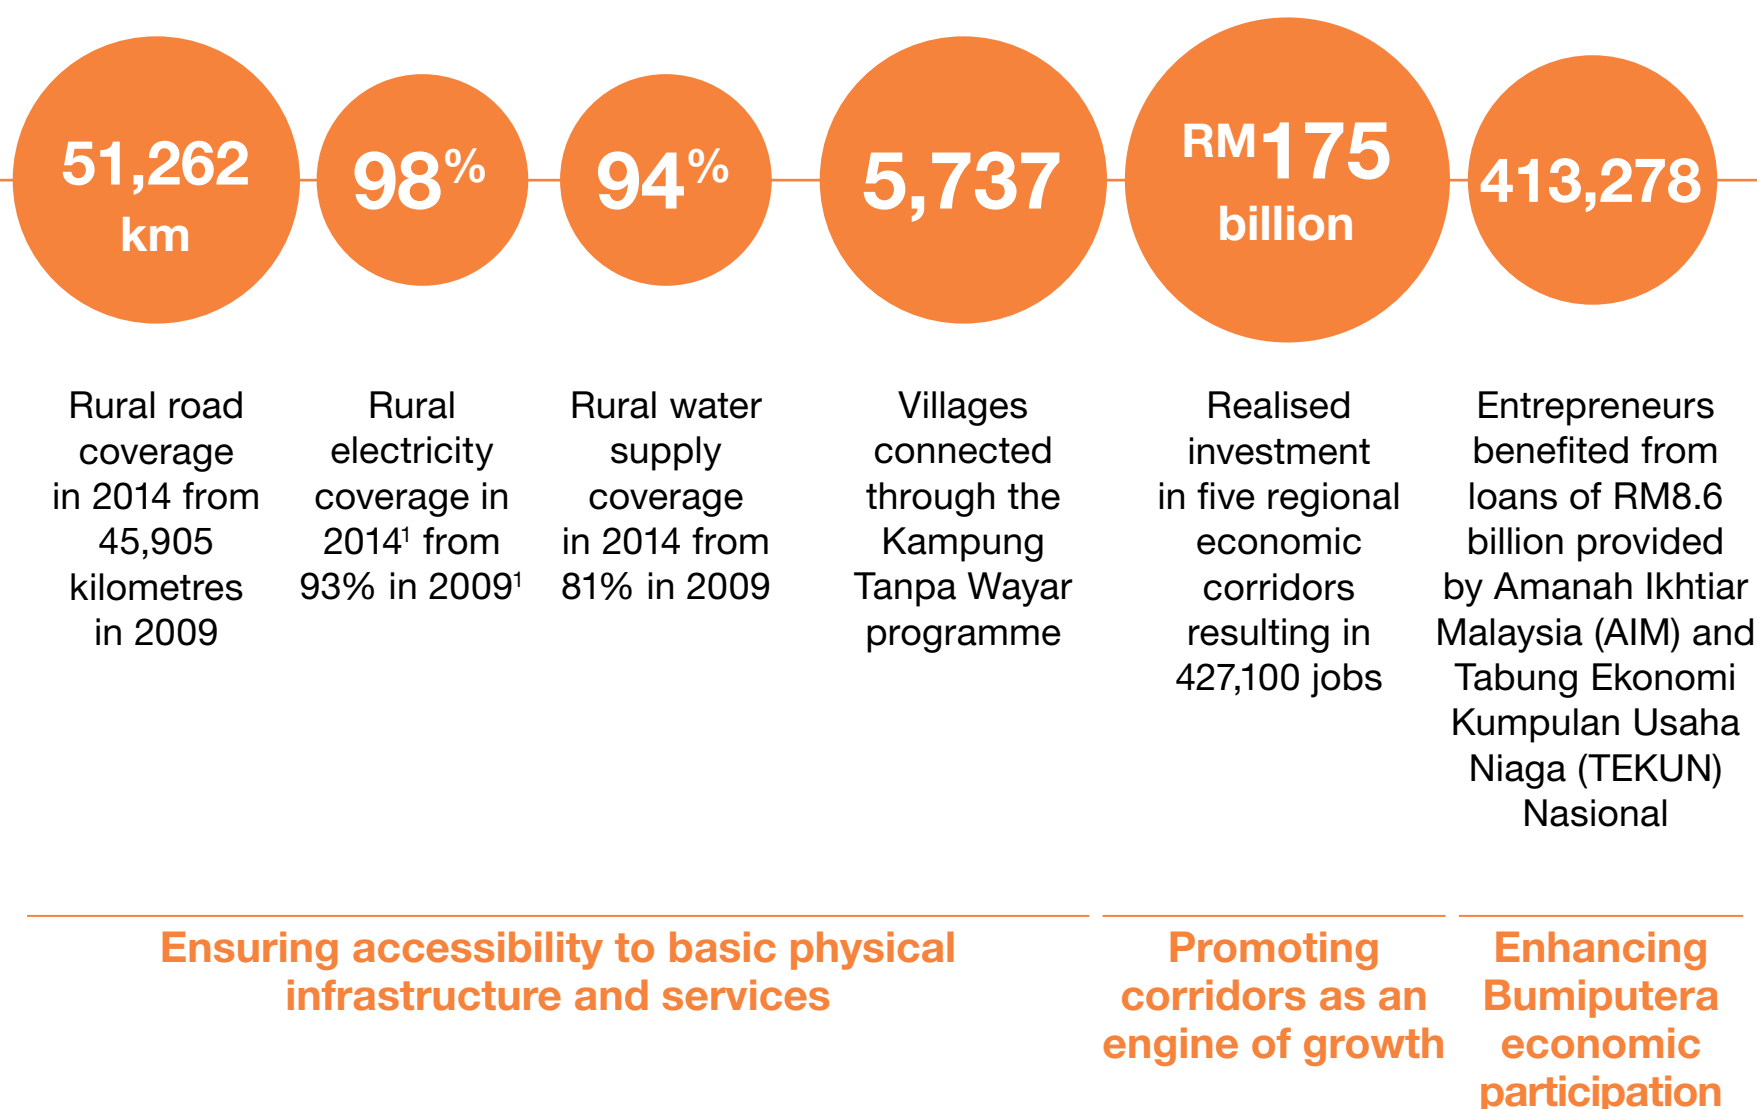 51,262
km
98%
94%
5,737
RM175
billion
413,278
Rural road
coverage
in 2014 from
45,905
kilometres
in 2009
Rural
electricity
coverage in
2014¹ from
93% in 2009¹
Rural water
supply
coverage
in 2014 from
81% in 2009
Villages
connected
through the
Kampung
Tanpa Wayar
programme
Realised
investment
in five regional
economic
corridors
resulting in
427,100 jobs
Entrepreneurs
benefited from
loans of RM8.6
billion provided
by Amanah Ikhtiar
Malaysia (AIM) and
Tabung Ekonomi
Kumpulan Usaha
Niaga (TEKUN)
Nasional
Ensuring accessibility to basic physical
infrastructure and services
Promoting
corridors as an
engine of growth
Enhancing
Bumiputera
economic
participation